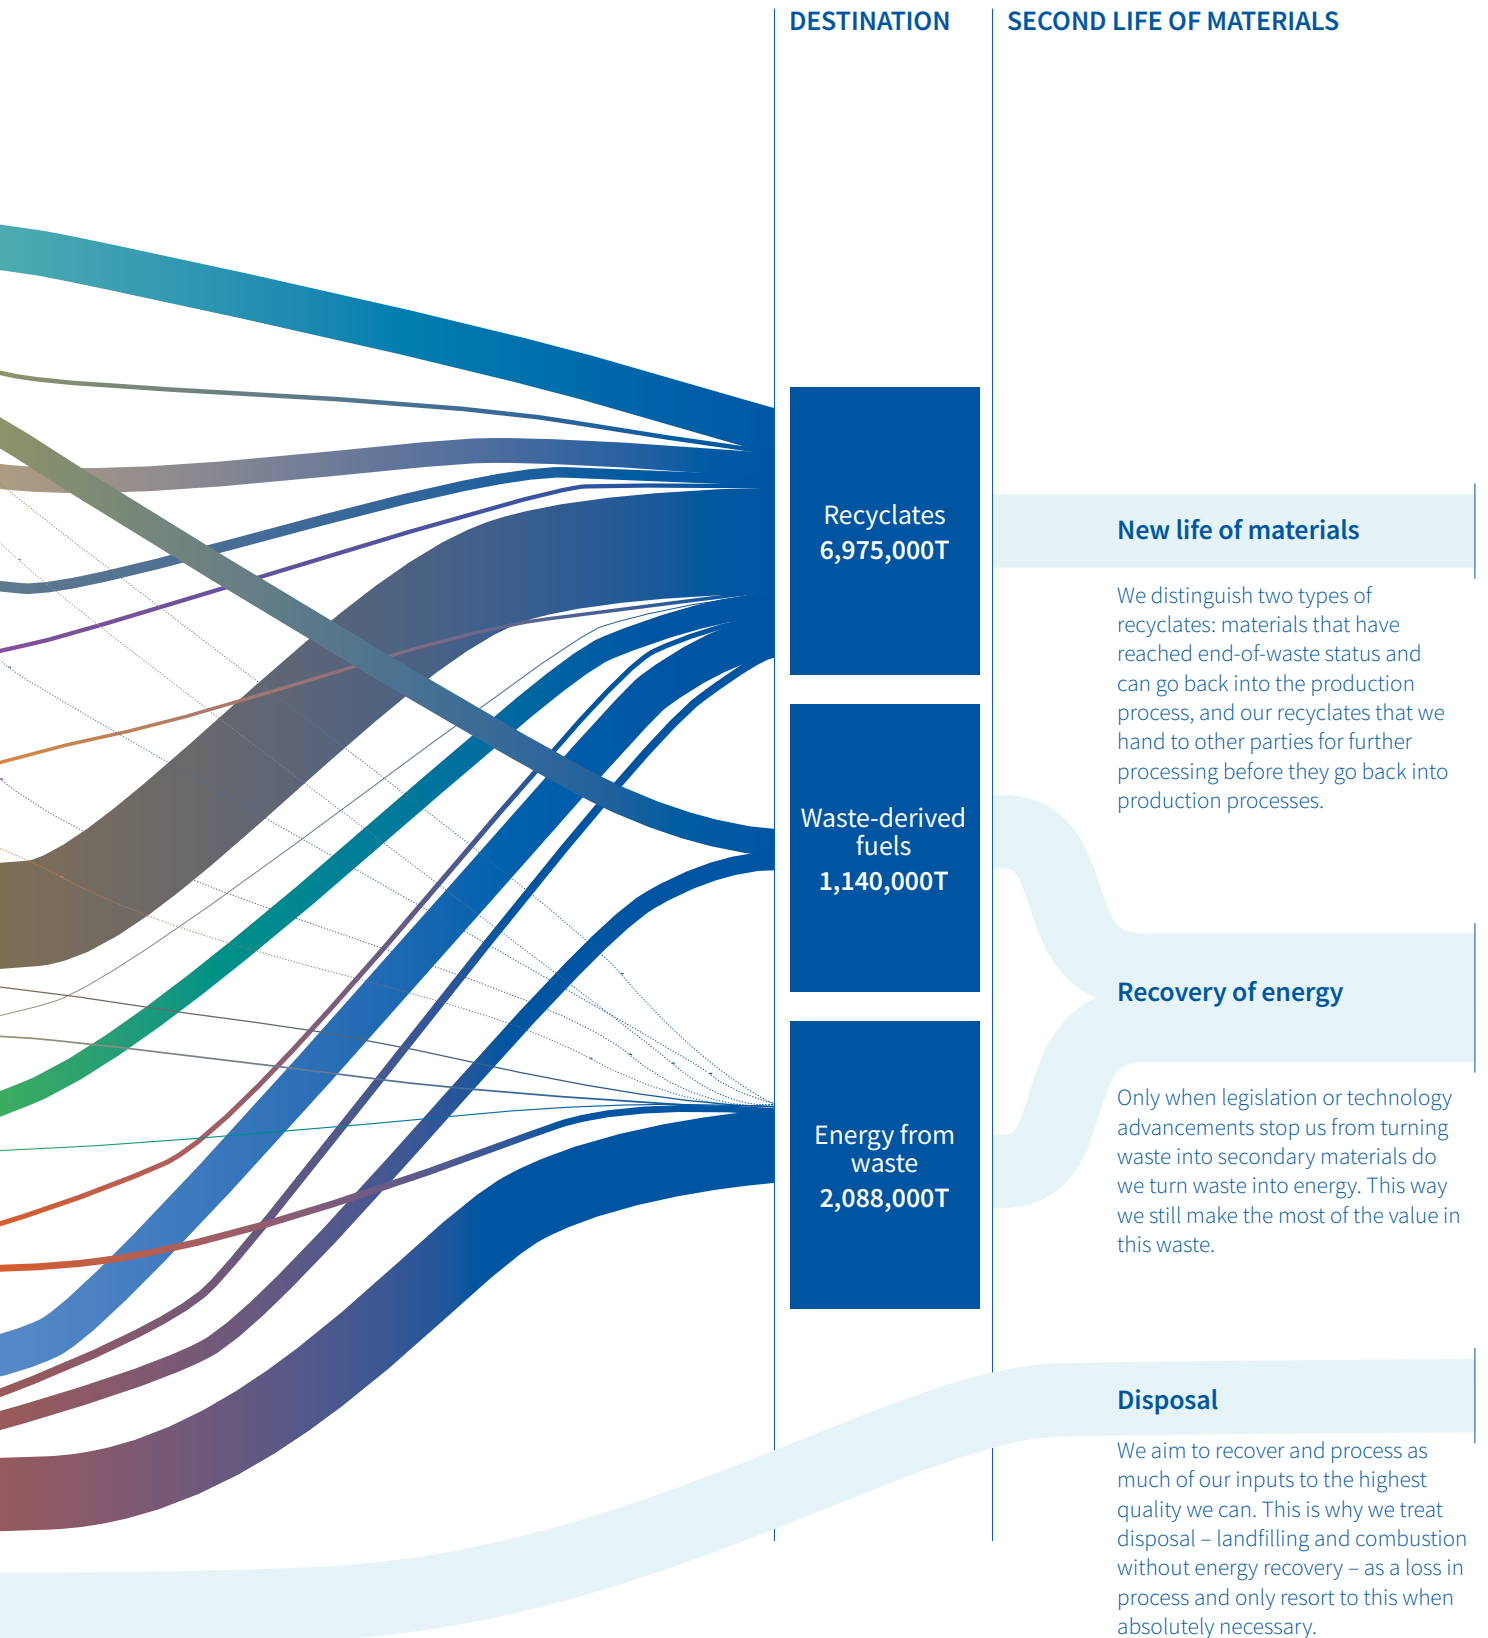 DESTINATION
SECOND LIFE OF MATERIALS
Recyclates
6,975,000T
Waste-derived
fuels
1,140,000T
Energy from
waste
2,088,000T
New life of materials
We distinguish two types of
recyclates: materials that have
reached end-of-waste status and
can go back into the production
process, and our recyclates that we
hand to other parties for further
processing before they go back into
production processes.
Recovery of energy
Only when legislation or technology
advancements stop us from turning
waste into secondary materials do
we turn waste into energy. This way
we still make the most of the value in
this waste.
Disposal
We aim to recover and process as
much of our inputs to the highest
quality we can. This is why we treat
disposal – landfilling and combustion
without energy recovery – as a loss in
process and only resort to this when
absolutely necessary.